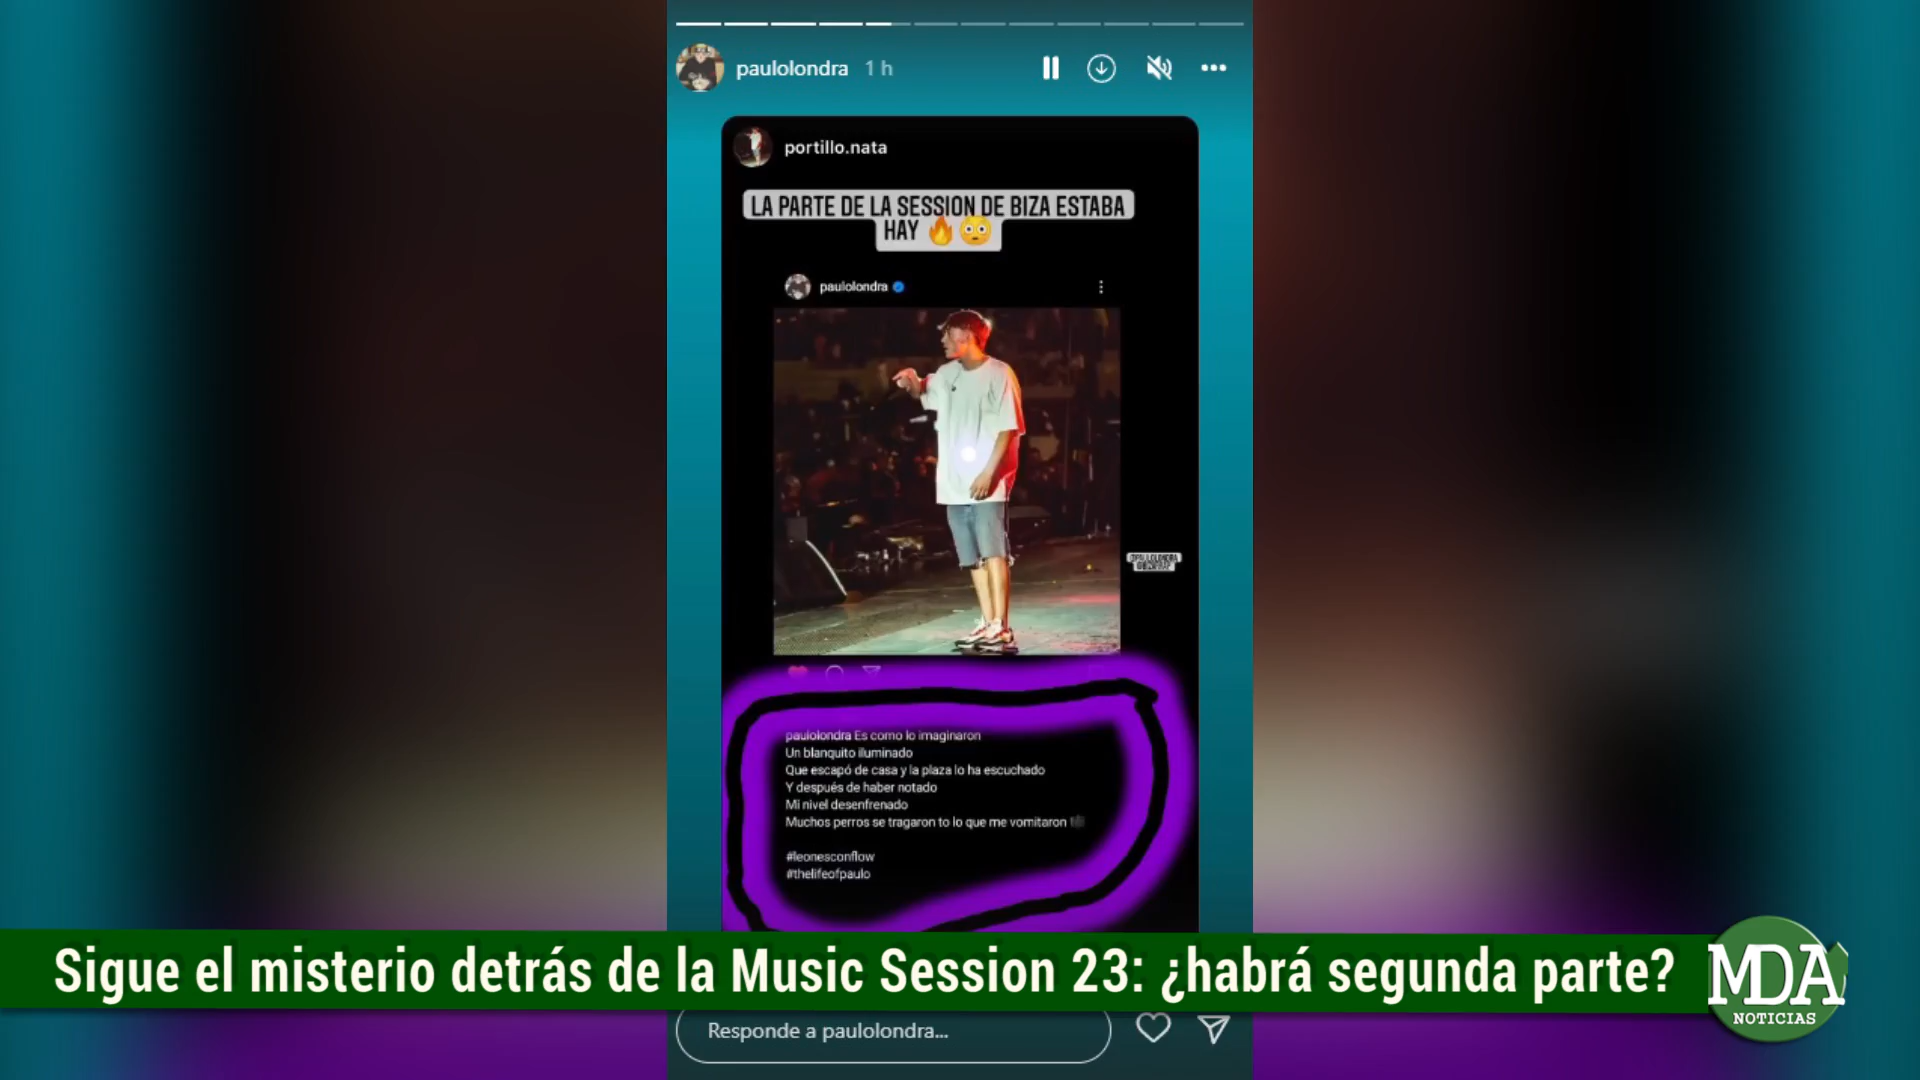 paulolondra 1 h
portillo.nata
LA PARTE DE LA SESSION DE BIZA ESTABA
HAY 🔥😳
paulolondra
@PAULOLONDRA
paulolondra Es como lo imaginaron
Un blanquito iluminado
Que escapó de casa y la plaza lo ha escuchado
Y después de haber notado
Mi nivel desenfrenado
Muchos perros se tragaron to lo que me vomitaron
#leonesconflow
#thelifeofpaulo
Sigue el misterio detrás de la Music Session 23: ¿habrá segunda parte?
MDA
NOTICIAS
Responde a paulolondra...